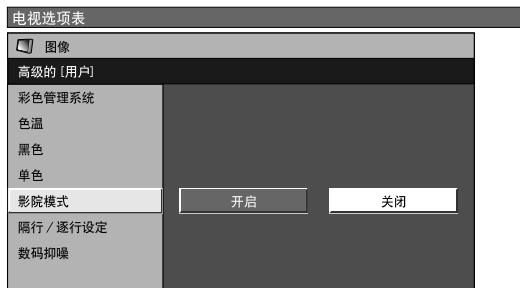 电视选项表
图像
高级的 [用户]
彩色管理系统
色温
黑色
单色
影院模式 开启 关闭
隔行 / 逐行设定
数码抑噪